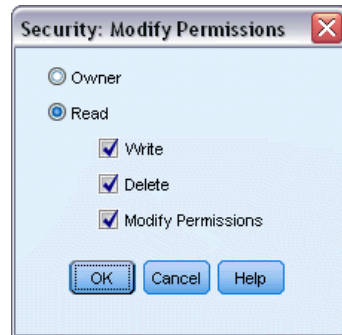 Security: Modify Permissions
Owner
Read
Write
Delete
Modify Permissions
OK Cancel Help